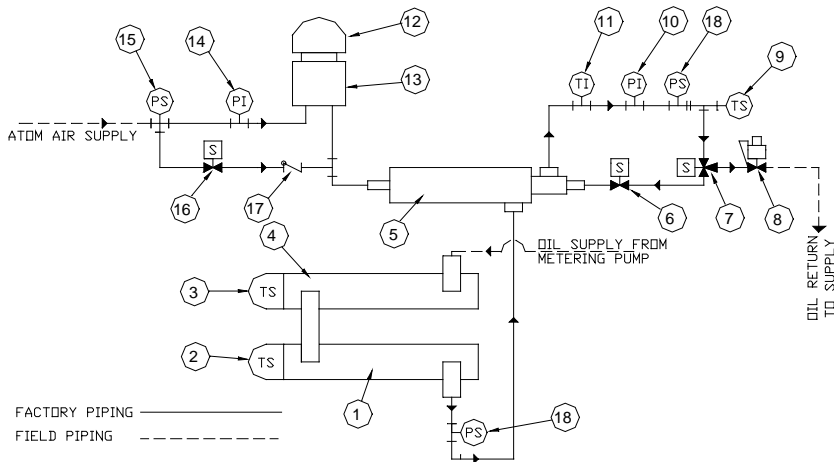 15
14
12
13
11
10
18
9
PS
PI
TI
PI
PS
TS
ATOM AIR SUPPLY
S
S
S
16
17
5
6
7
8
4
OIL SUPPLY FROM
METERING PUMP
OIL RETURN
TO SUPPLY
3
TS
2
TS
1
18
PS
FACTORY PIPING
FIELD PIPING